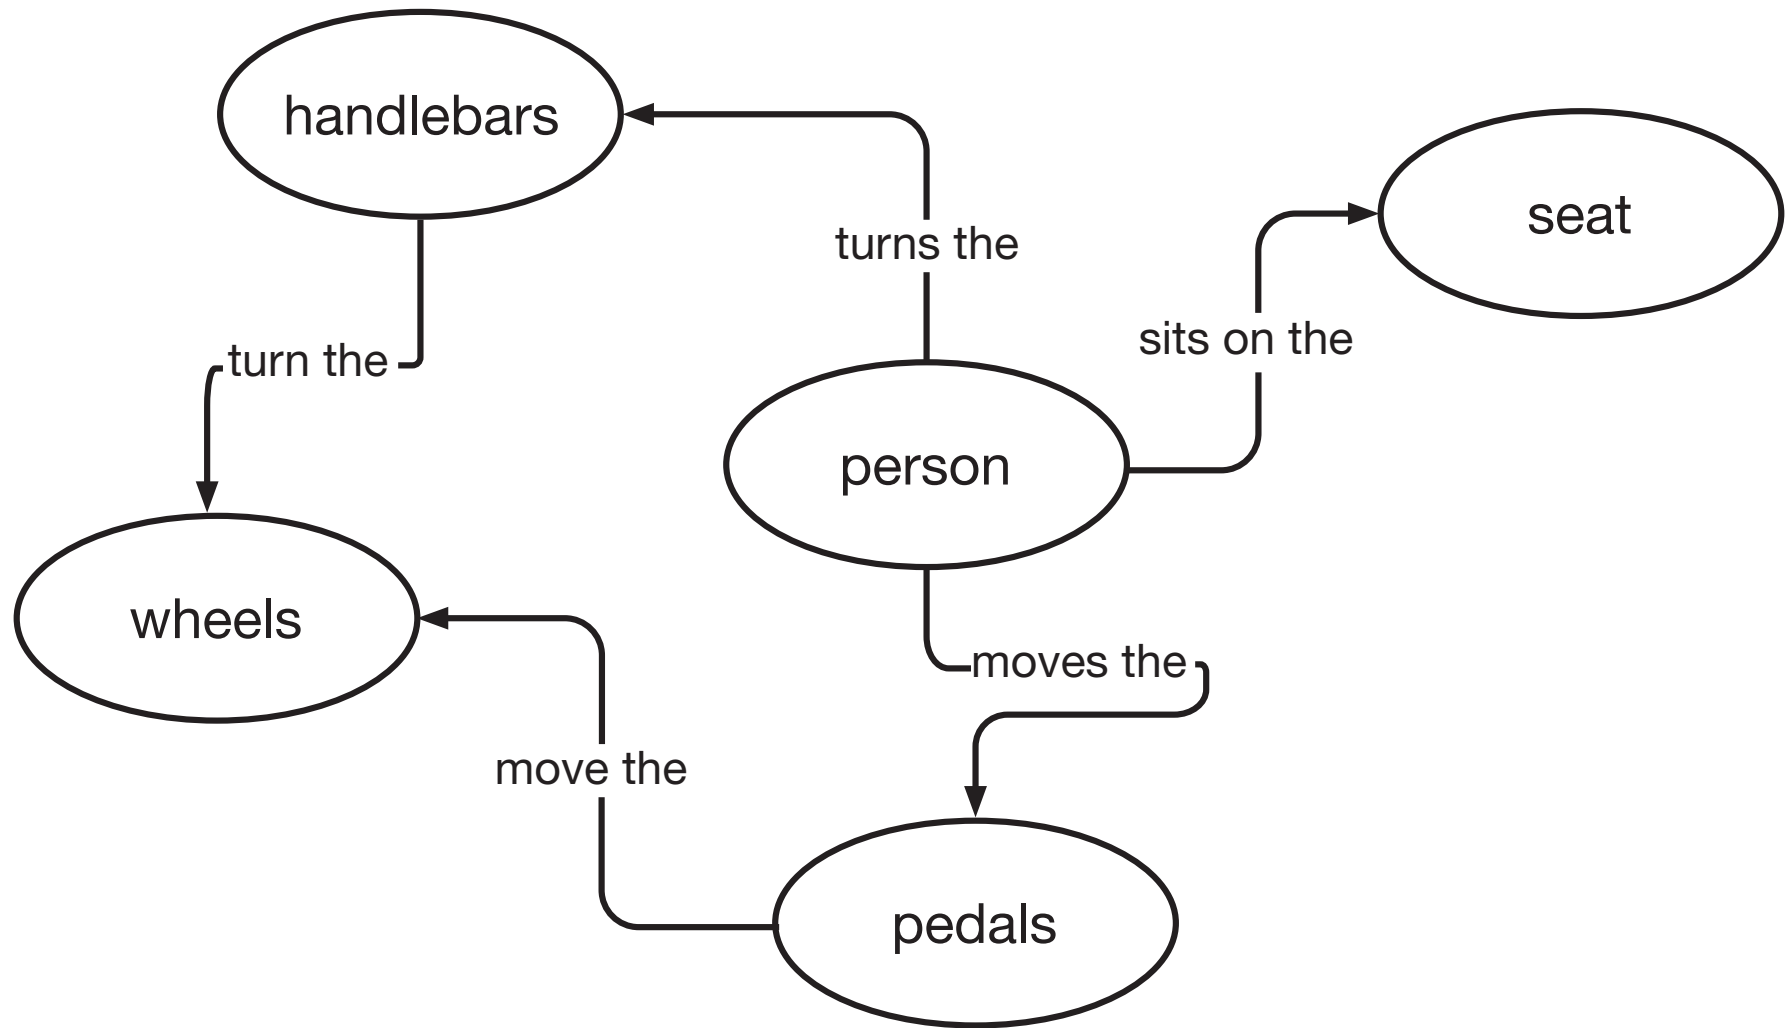 handlebars
seat
turns the
sits on the
turn the
person
wheels
moves the
move the
pedals